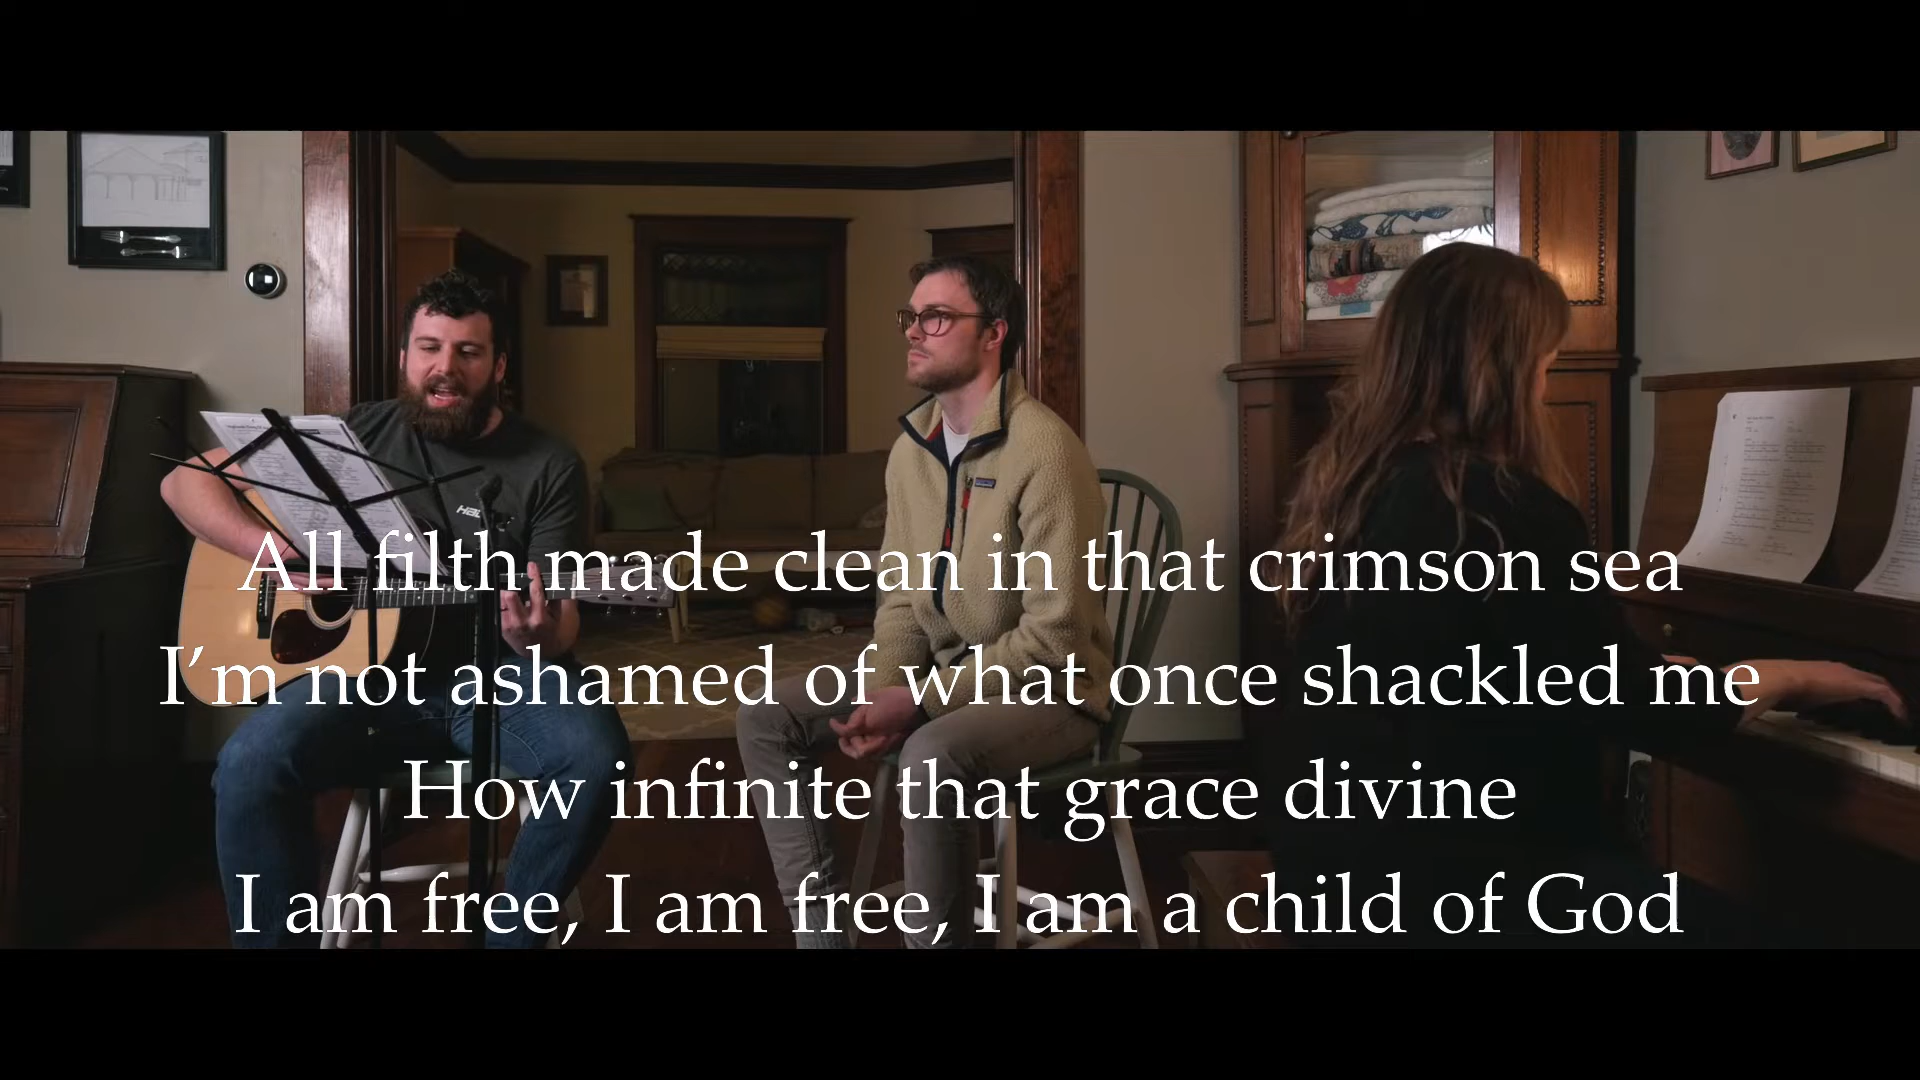 All filth made clean in that crimson sea
I'm not ashamed of what once shackled me
How infinite that grace divine
I am free, I am free, I am a child of God